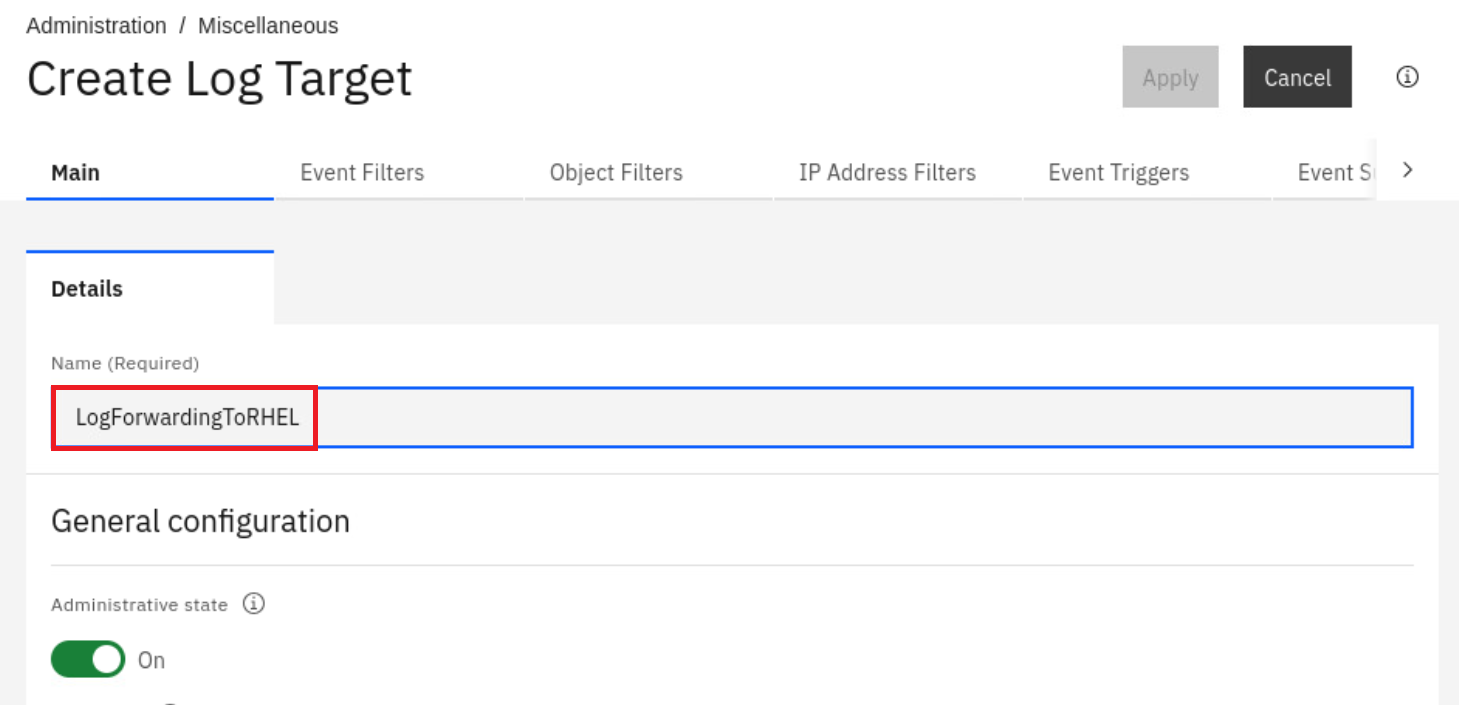 Administration / Miscellaneous
Create Log Target
Apply
Cancel
Main
Event Filters
Object Filters
IP Address Filters
Event Triggers
Event
Details
Name (Required)
LogForwardingToRHEL
General configuration
Administrative state
On